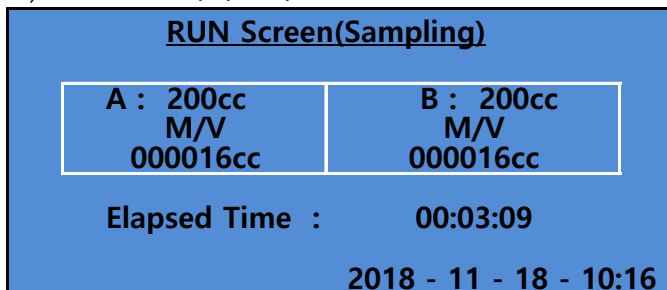 RUN Screen(Sampling)
A : 200cc B : 200cc
M/V M/V
000016cc 000016cc
Elapsed Time : 00:03:09
2018 - 11 - 18 - 10:16